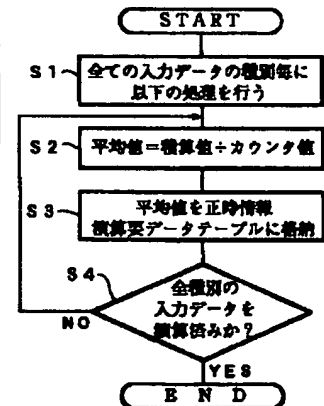 START
S1
全ての入力データの種別毎に
以下の処理を行う
S2
平均値=積算値÷カウンタ値
S3
平均値を正時情報
演算要データテーブルに格納
S4
全種別の
入力データを
演算済みか?
NO
YES
END